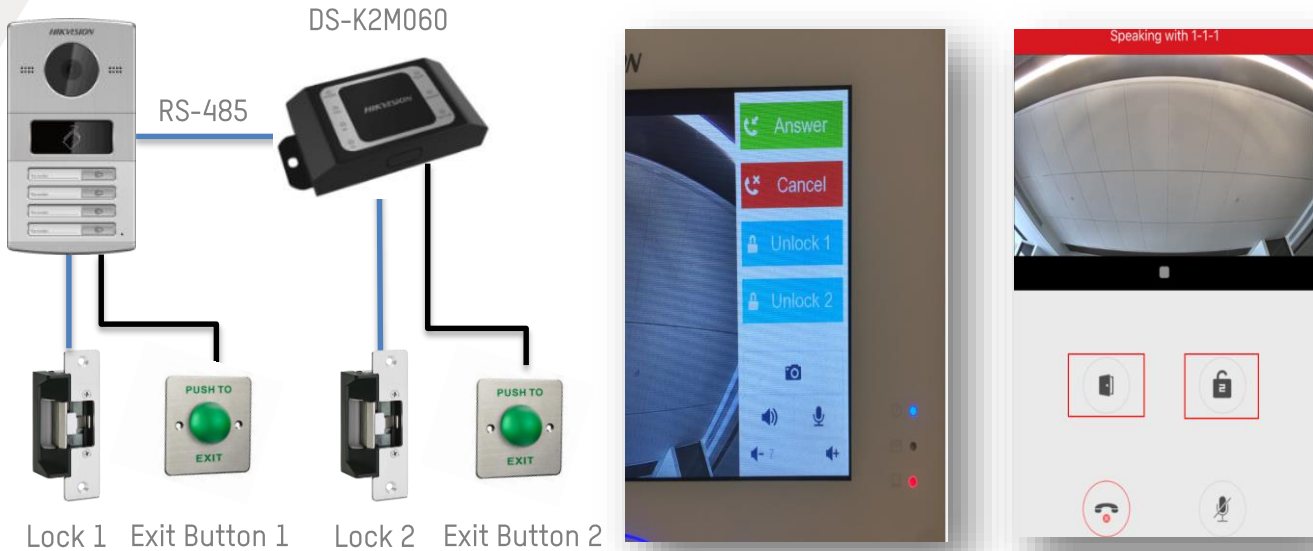 DS-K2M060
HIKVISION
RS-485
HIKVISION
PUSH TO
EXIT
PUSH TO
EXIT
Lock 1
Exit Button 1
Lock 2
Exit Button 2
Answer
Cancel
Unlock 1
Unlock 2
Speaking with 1-1-1
2